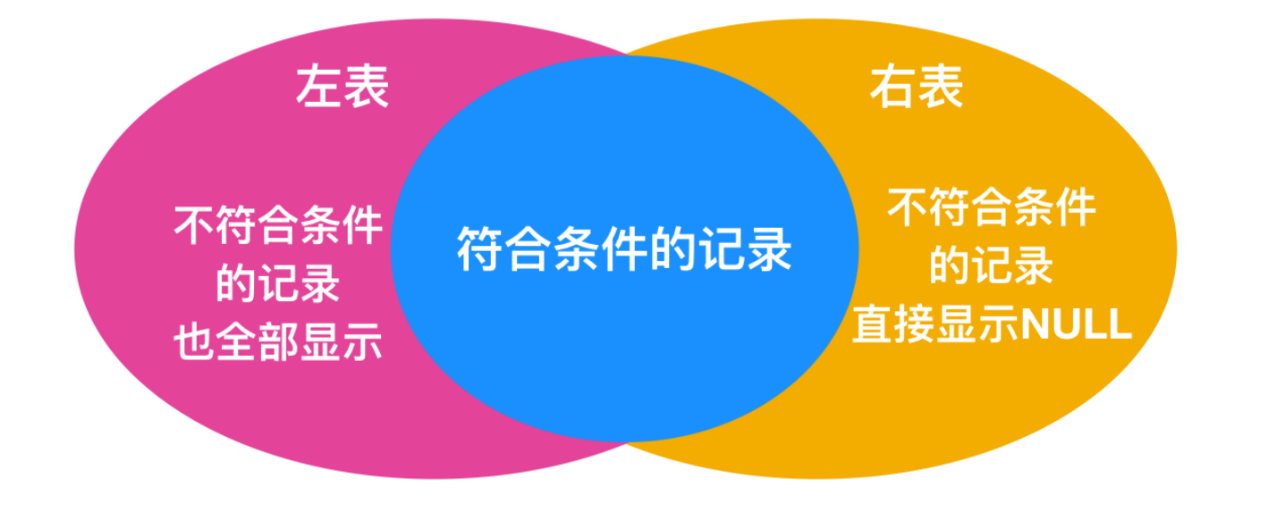 左表
不符合条件
的记录
也全部显示
符合条件的记录
右表
不符合条件
的记录
直接显示NULL